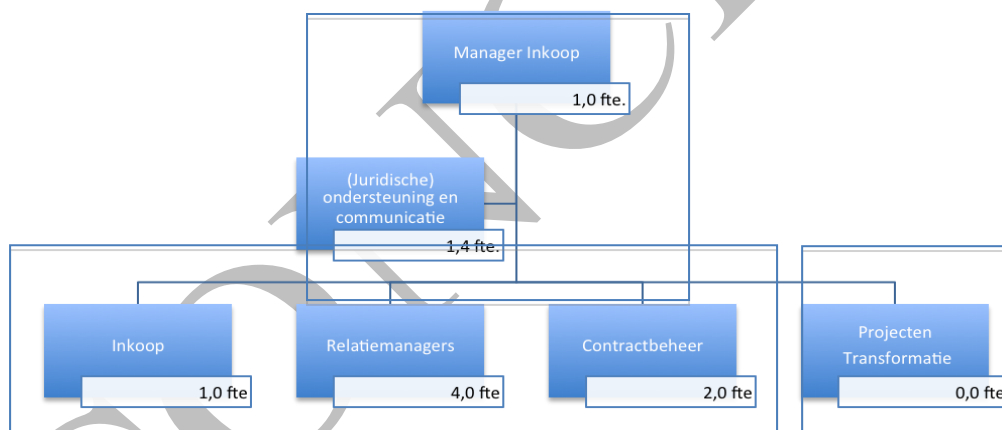 Manager Inkoop
1,0 fte.
(Juridische)
ondersteuning en
communicatie
1,4 fte.
Inkoop
1,0 fte
Relatiemanagers
4,0 fte
Contractbeheer
2,0 fte
Projecten
Transformatie
0,0 fte